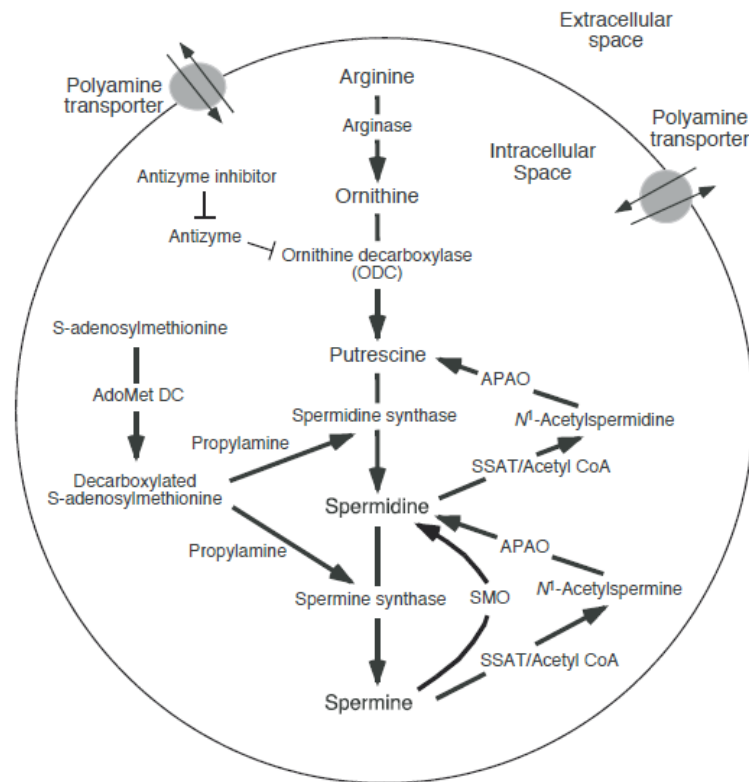 Extracellular
space
Polyamine
transporter
Arginine
Polyamine
transporter
Arginase
Intracellular
Space
Antizyme inhibitor
Ornithine
Antizyme
Ornithine decarboxylase
(ODC)
S-adenosylmethionine
Putrescine
APAO
AdoMet DC
N¹-Acetylspermidine
Spermidine synthase
Propylamine
SSAT/Acetyl CoA
Decarboxylated
S-adenosylmethionine
Spermidine
APAO
Propylamine
N¹-Acetylspermine
Spermine synthase
SMO
SSAT/Acetyl CoA
Spermine